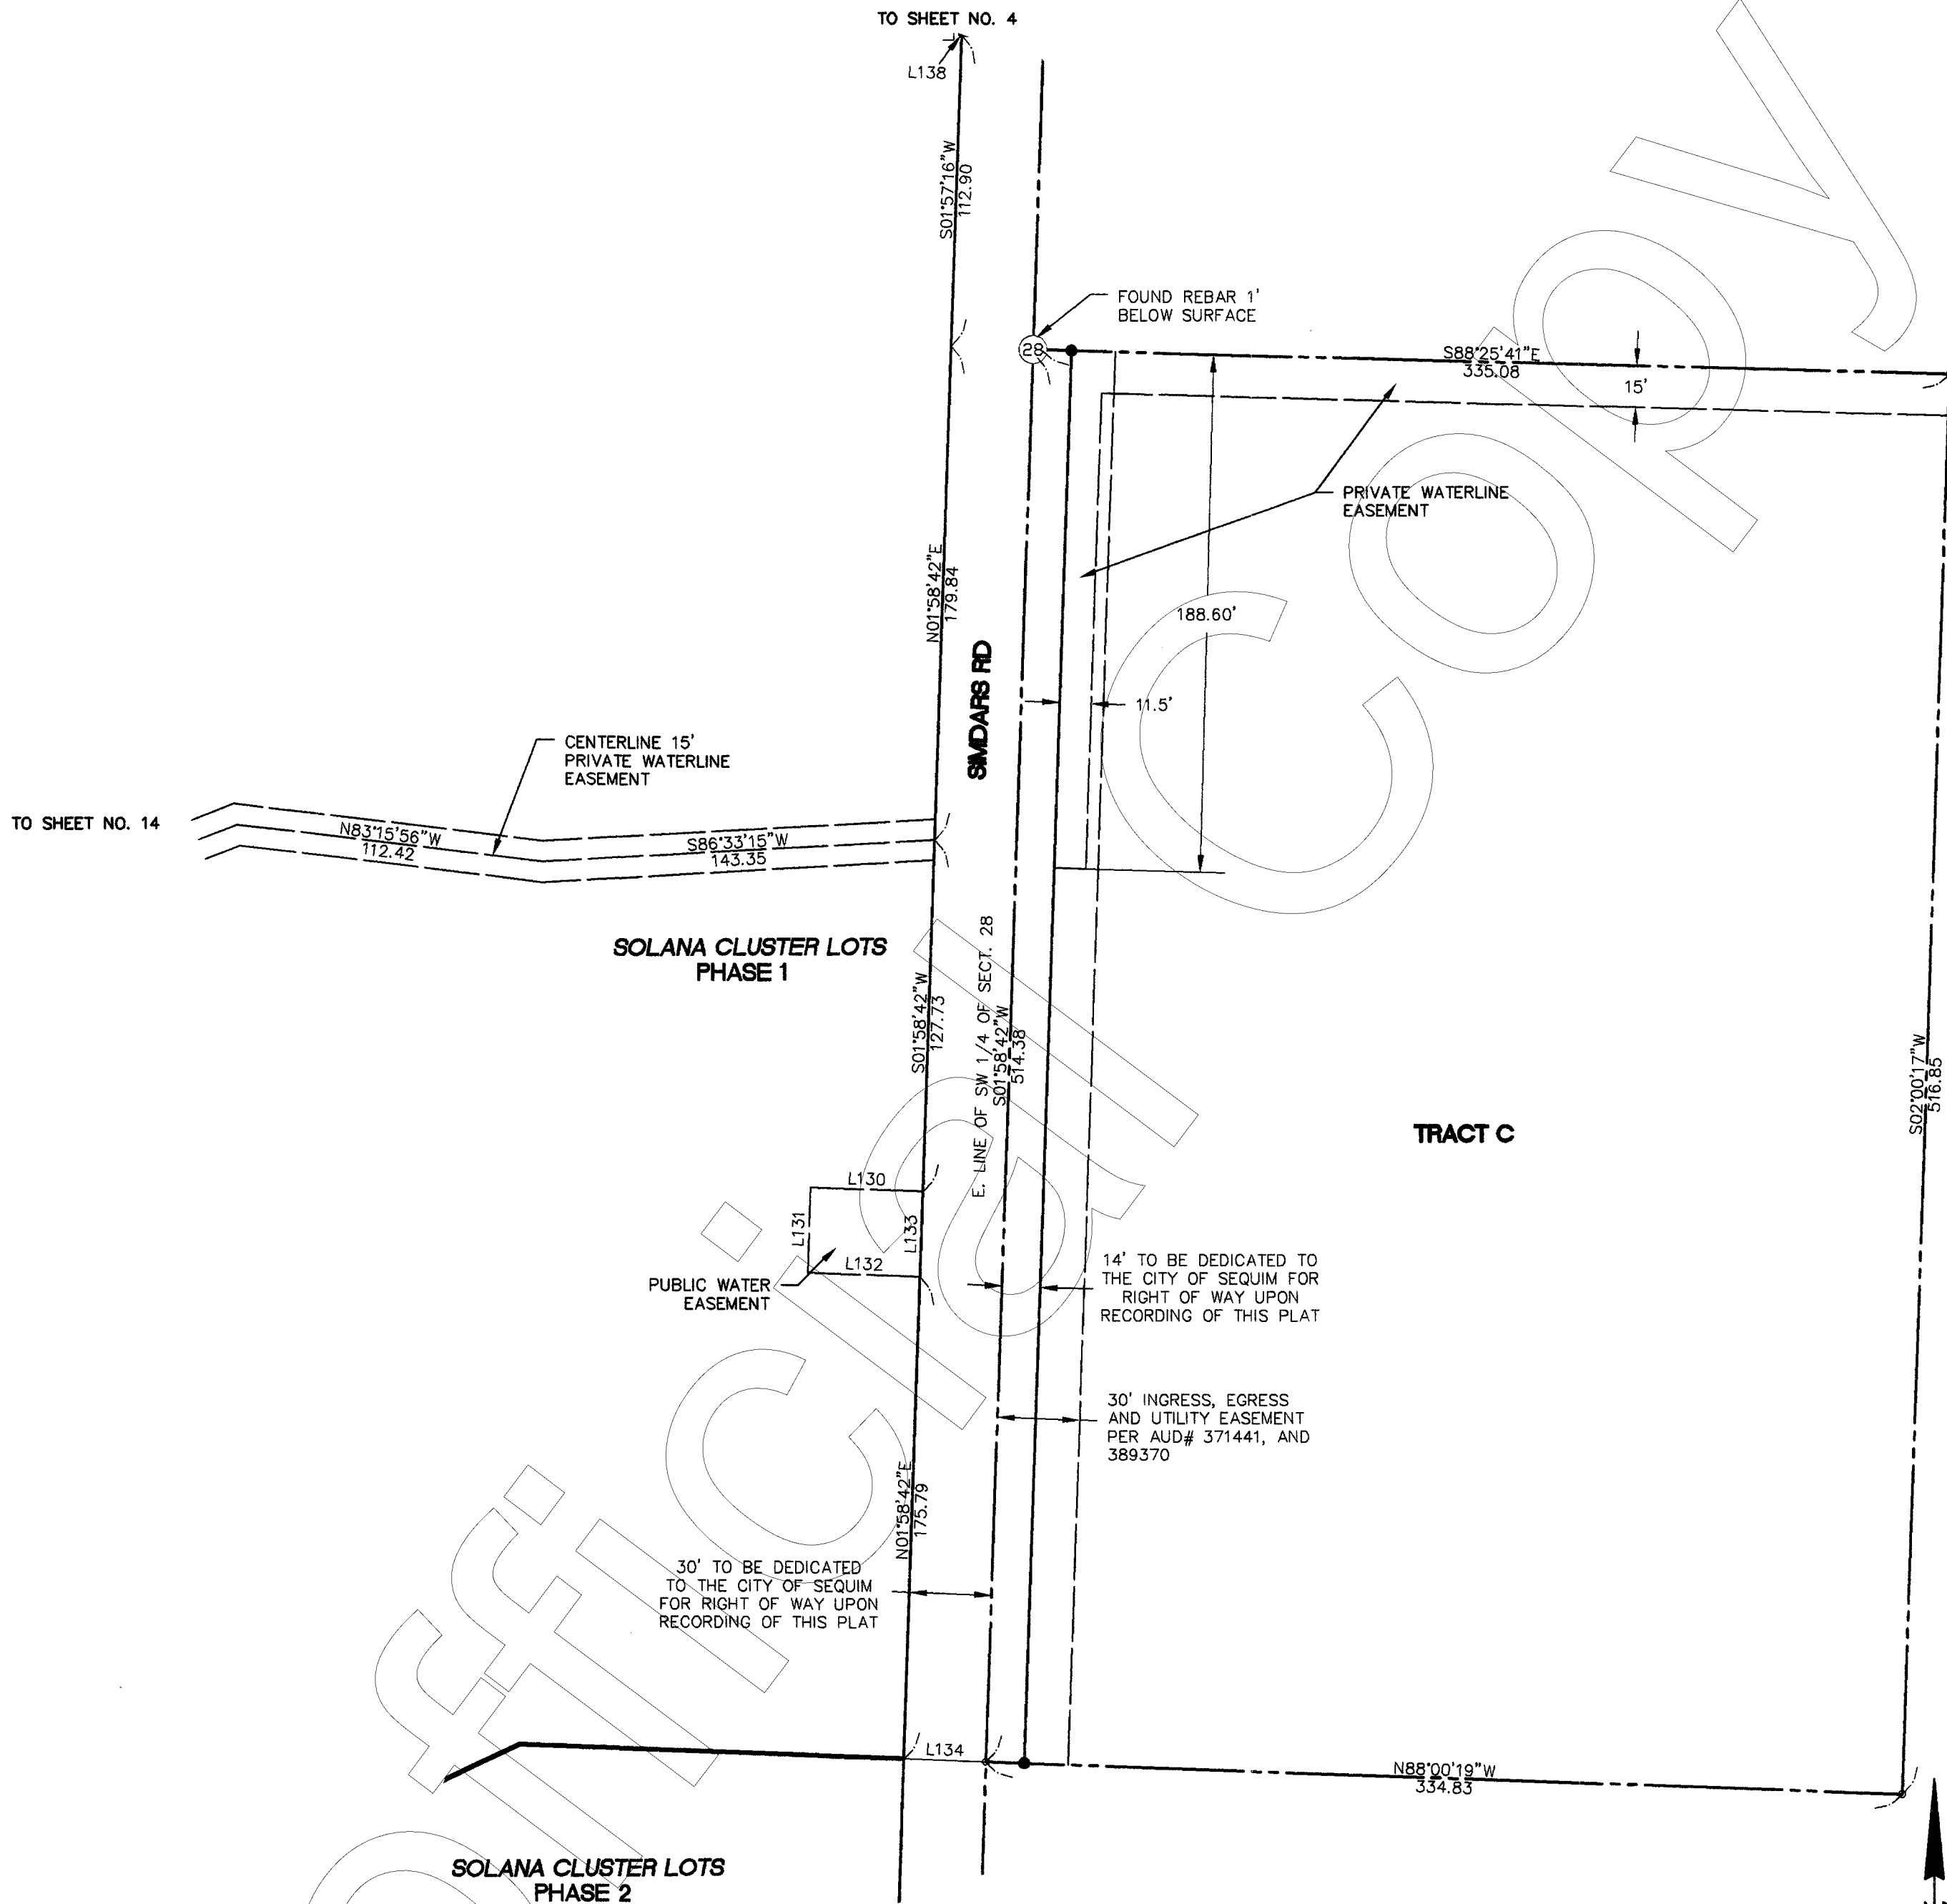 TO SHEET NO. 4
L138
S01°57'16"W
112.90
FOUND REBAR 1'
BELOW SURFACE
28
S88°25'41"E
335.08
15'
PRIVATE WATERLINE
EASEMENT
N01°58'42"E
179.84
188.60'
SIMDARS RD
11.5'
CENTERLINE 15'
PRIVATE WATERLINE
EASEMENT
TO SHEET NO. 14
N83°15'56"W
112.42
S86°33'15"W
143.35
SOLANA CLUSTER LOTS
PHASE 1
S01°58'42"W
127.73
E. LINE OF SW 1/4 OF SECT. 28
S01°58'42"W
514.38
S02°00'17"W
516.85
TRACT C
L130
L131
L133
L132
PUBLIC WATER
EASEMENT
14' TO BE DEDICATED TO
THE CITY OF SEQUIM FOR
RIGHT OF WAY UPON
RECORDING OF THIS PLAT
30' INGRESS, EGRESS
AND UTILITY EASEMENT
PER AUD# 371441, AND
389370
N01°58'42"E
175.79
30' TO BE DEDICATED
TO THE CITY OF SEQUIM
FOR RIGHT OF WAY UPON
RECORDING OF THIS PLAT
L134
N88°00'19"W
334.83
SOLANA CLUSTER LOTS
PHASE 2
Copy